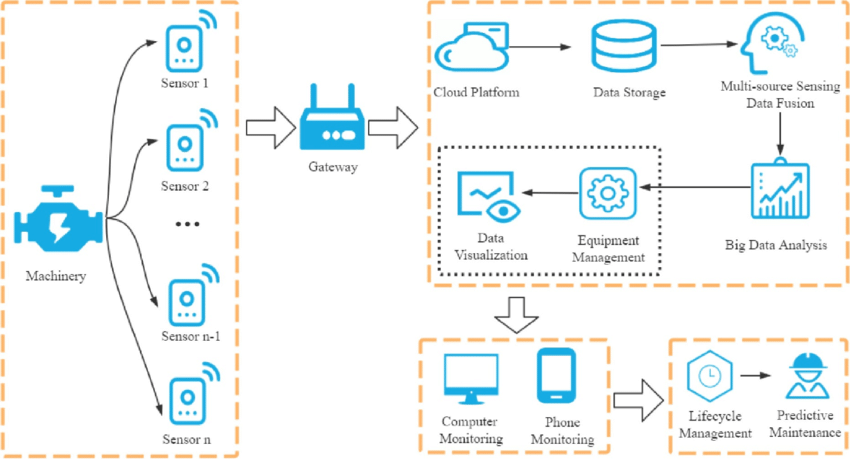 Sensor 1
Sensor 2
...
Machinery
Sensor n-1
Sensor n
Gateway
Cloud Platform
Data Storage
Multi-source Sensing
Data Fusion
Data
Visualization
Equipment
Management
Big Data Analysis
Computer
Monitoring
Phone
Monitoring
Lifecycle
Management
Predictive
Maintenance